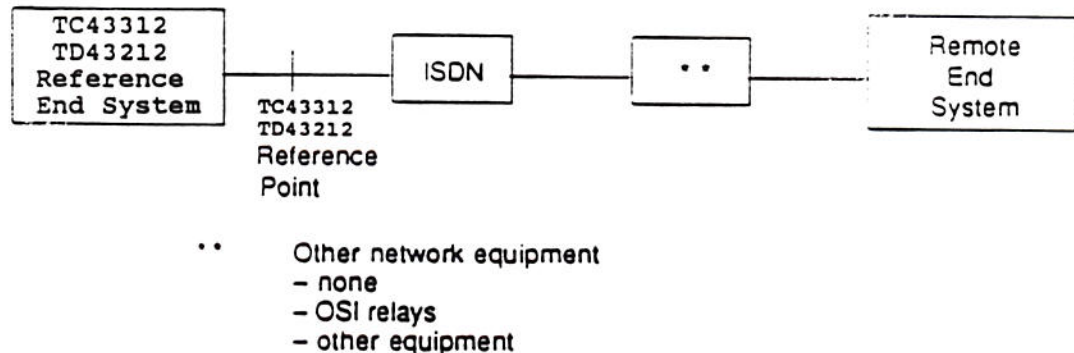 TC43312
TD43212
Reference
End System
ISDN
* *
Remote
End
System
TC43312
TD43212
Reference
Point
* * Other network equipment
– none
– OSI relays
– other equipment